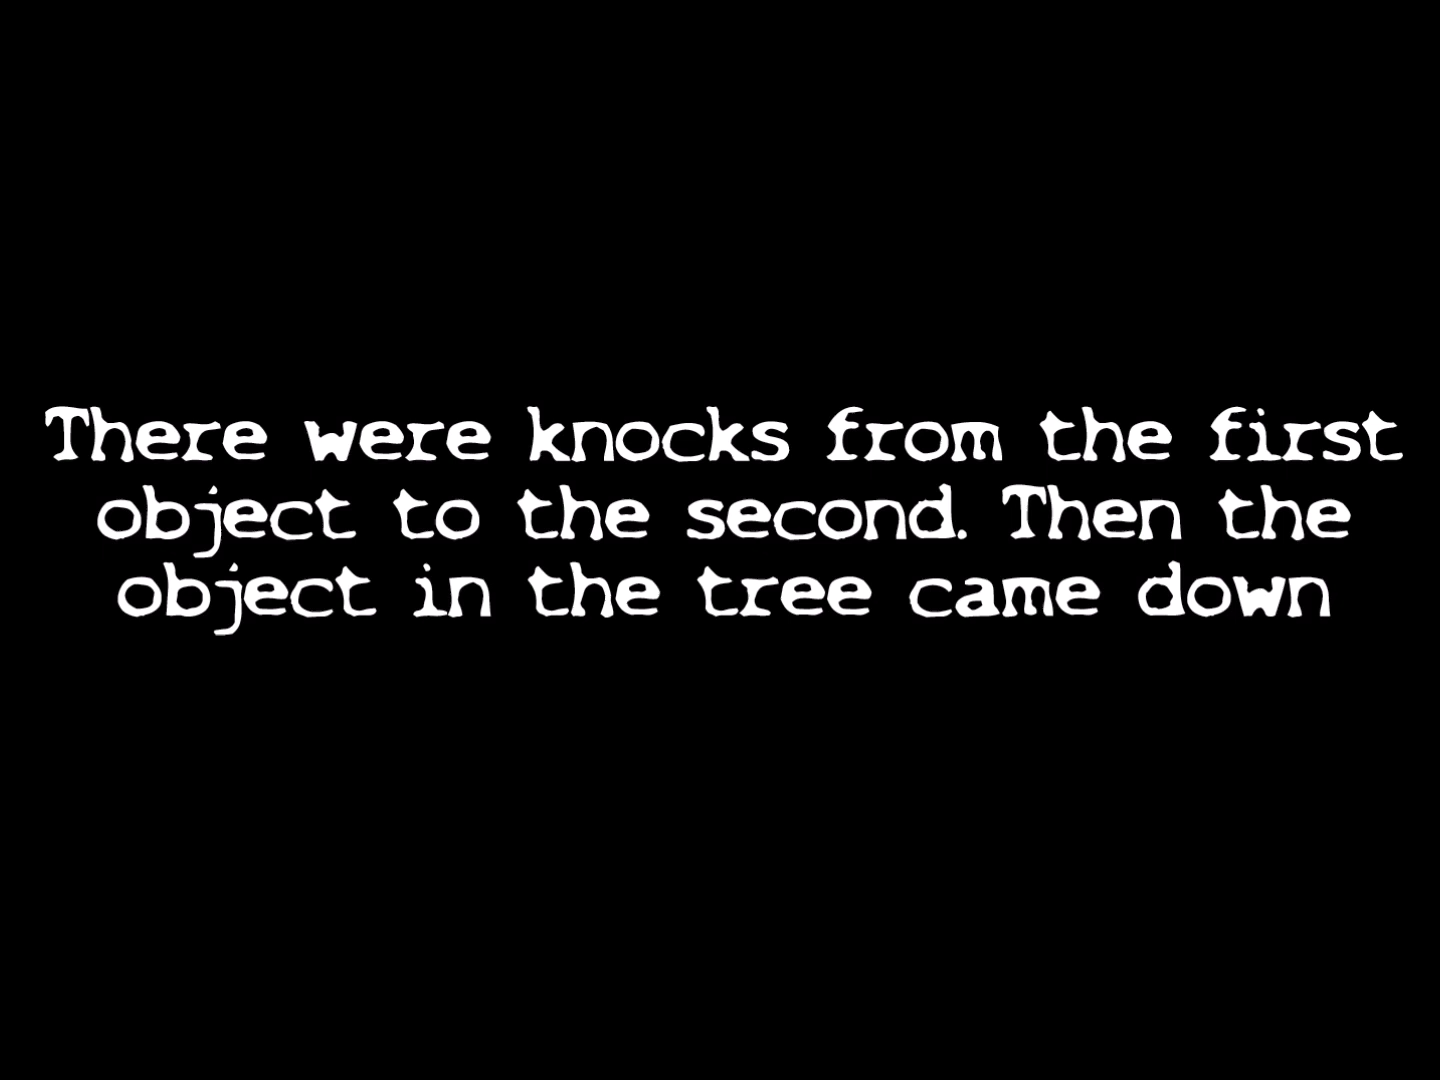 There were knocks from the first
object to the second. Then the
object in the tree came down